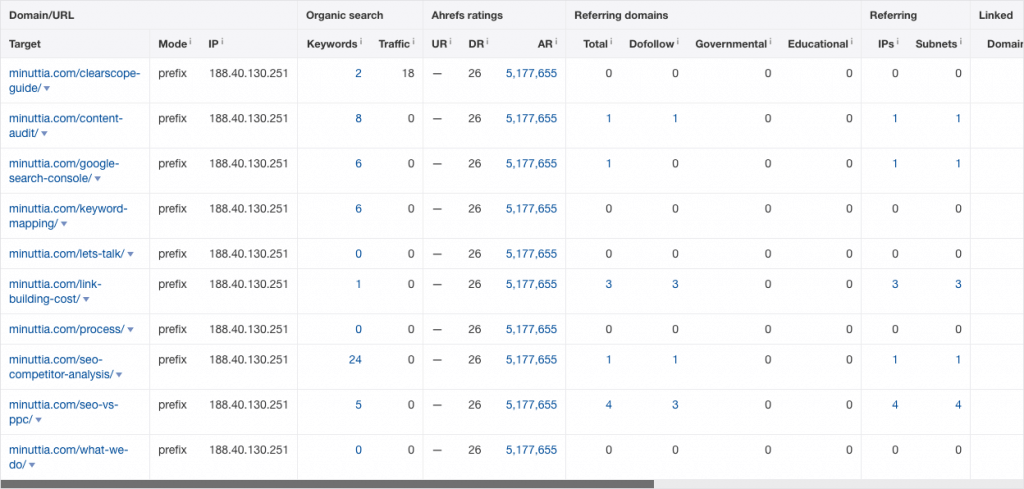 Domain/URL Organic search Ahrefs ratings Referring domains Referring Linked
Target Mode i IP i Keywords i Traffic i UR i DR i AR i Total i Dofollow i Governmental i Educational i IPs i Subnets i Domain
minuttia.com/clearscope- prefix 188.40.130.251 2 18 — 26 5,177,655 0 0 0 0 0 0
guide/
minuttia.com/content- prefix 188.40.130.251 8 0 — 26 5,177,655 1 1 0 0 1 1
audit/
minuttia.com/google- prefix 188.40.130.251 6 0 — 26 5,177,655 1 0 0 0 1 1
search-console/
minuttia.com/keyword- prefix 188.40.130.251 6 0 — 26 5,177,655 0 0 0 0 0 0
mapping/
minuttia.com/lets-talk/ prefix 188.40.130.251 0 0 — 26 5,177,655 0 0 0 0 0 0
minuttia.com/link- prefix 188.40.130.251 1 0 — 26 5,177,655 3 3 0 0 3 3
building-cost/
minuttia.com/process/ prefix 188.40.130.251 0 0 — 26 5,177,655 0 0 0 0 0 0
minuttia.com/seo- prefix 188.40.130.251 24 0 — 26 5,177,655 1 1 0 0 1 1
competitor-analysis/
minuttia.com/seo-vs- prefix 188.40.130.251 5 0 — 26 5,177,655 4 3 0 0 4 4
ppc/
minuttia.com/what-we- prefix 188.40.130.251 0 0 — 26 5,177,655 0 0 0 0 0 0
do/